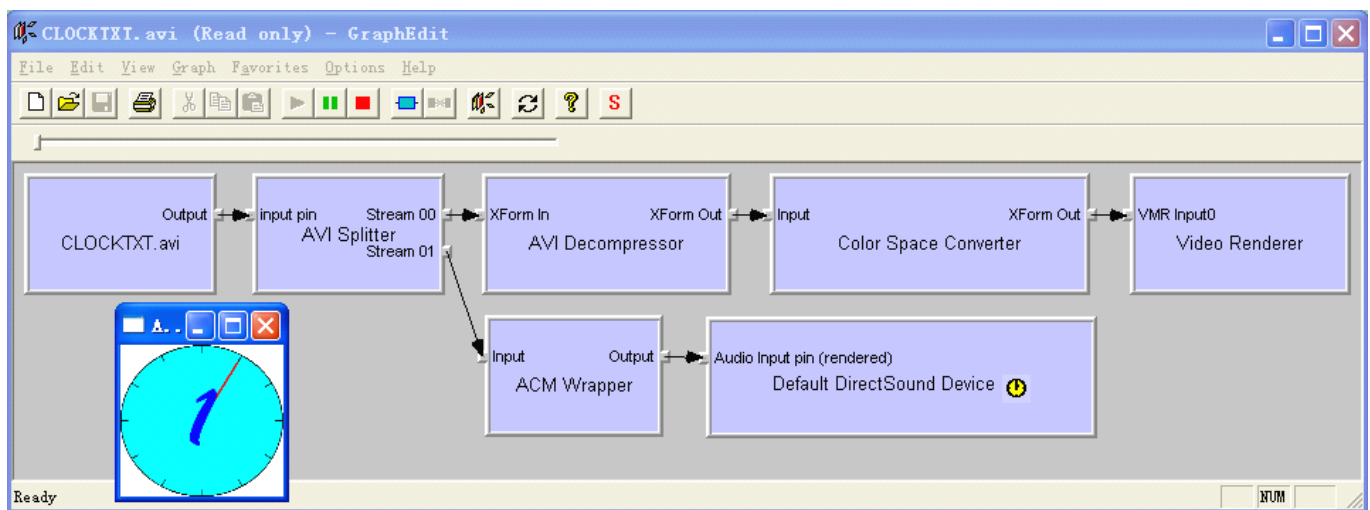 CLOCKTXT.avi (Read only) - GraphEdit
File Edit View Graph Favorites Options Help
S
Output
CLOCKTXT.avi
input pin Stream 00
AVI Splitter
Stream 01
XForm In XForm Out
AVI Decompressor
Input XForm Out
Color Space Converter
VMR Input0
Video Renderer
A..
1
Input Output
ACM Wrapper
Audio Input pin (rendered)
Default DirectSound Device
Ready NUM